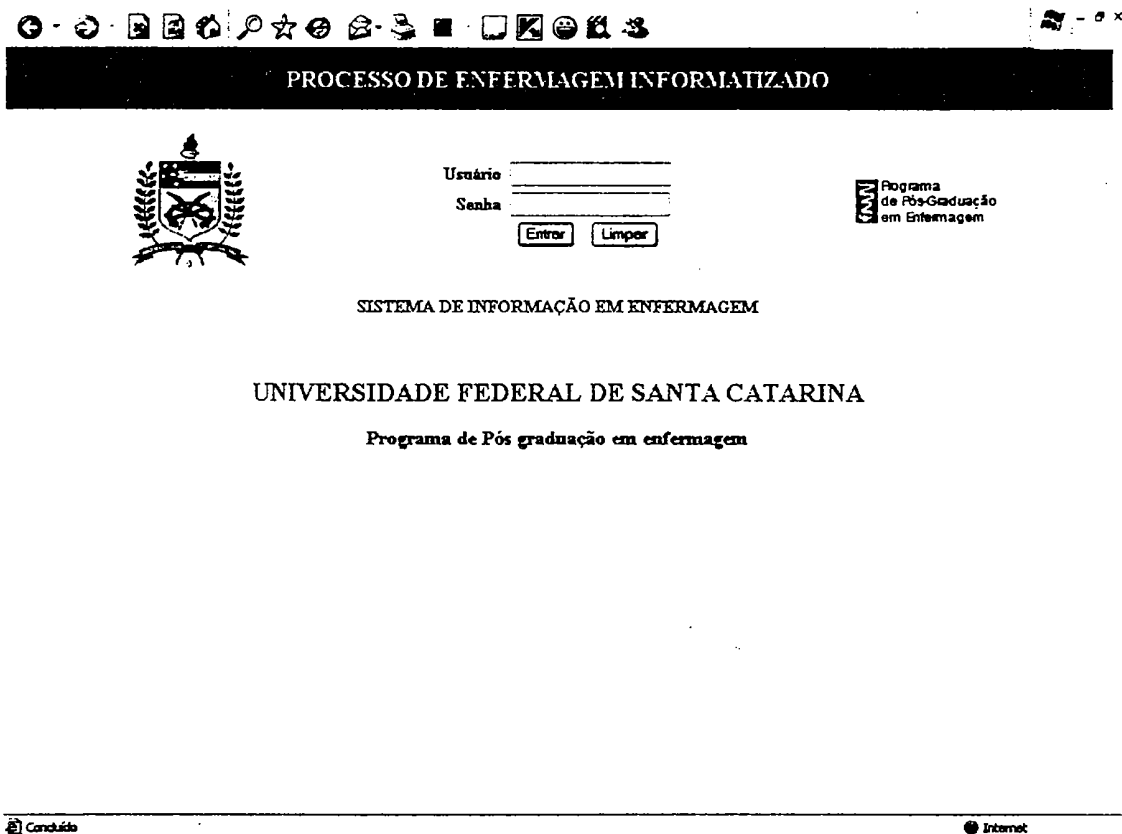 PROCESSO DE ENFERMAGEM INFORMATIZADO
Usuário
Senha
Entrar Limpar
Programa
de Pós-Graduação
em Enfermagem
SISTEMA DE INFORMAÇÃO EM ENFERMAGEM
UNIVERSIDADE FEDERAL DE SANTA CATARINA
Programa de Pós graduação em enfermagem
Concluído Internet